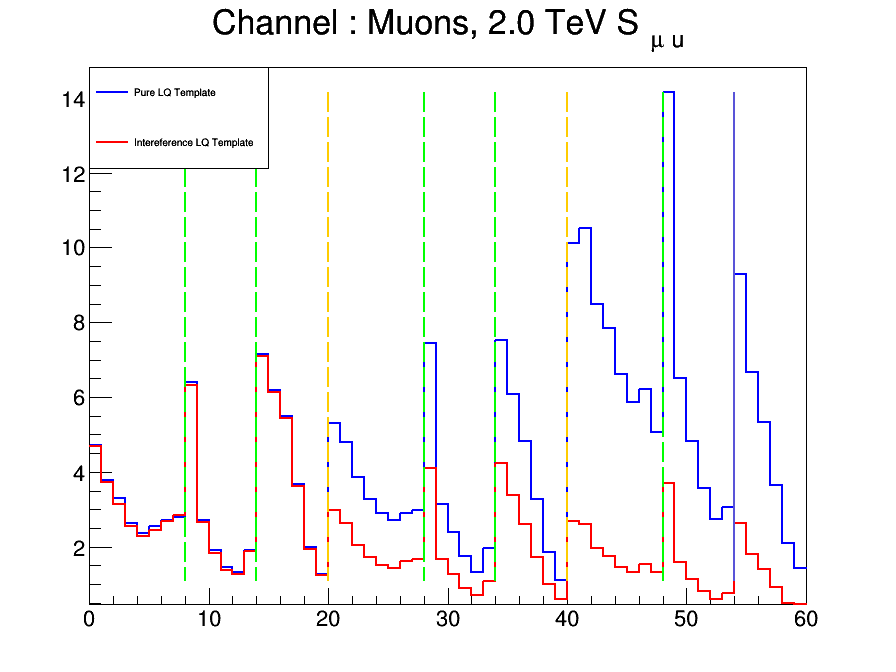 Channel : Muons, 2.0 TeV S μ u
Pure LQ Template
Intereference LQ Template
14
12
10
8
6
4
2
0 10 20 30 40 50 60